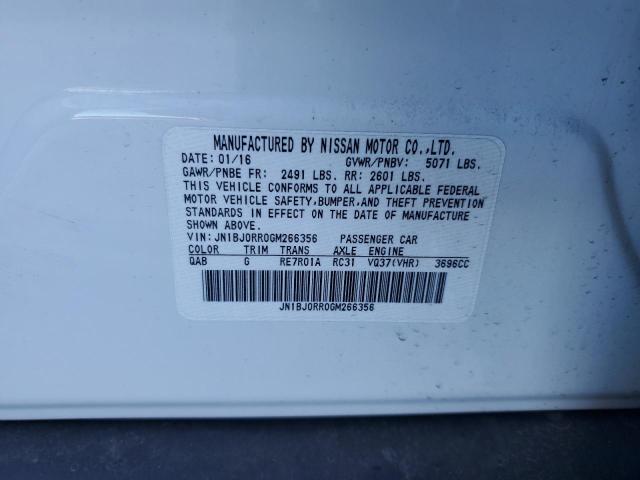 MANUFACTURED BY NISSAN MOTOR CO.,LTD.
DATE: 01/16 GVWR/PNBV: 5071 LBS.
GAWR/PNBE FR: 2491 LBS. RR: 2601 LBS.
THIS VEHICLE CONFORMS TO ALL APPLICABLE FEDERAL
MOTOR VEHICLE SAFETY,BUMPER,AND THEFT PREVENTION
STANDARDS IN EFFECT ON THE DATE OF MANUFACTURE
SHOWN ABOVE.
VIN: JN1BJ0RR0GM266356 PASSENGER CAR
COLOR TRIM TRANS AXLE ENGINE
QAB G RE7R01A RC31 VQ37(VHR) 3696CC
JN1BJ0RR0GM266356